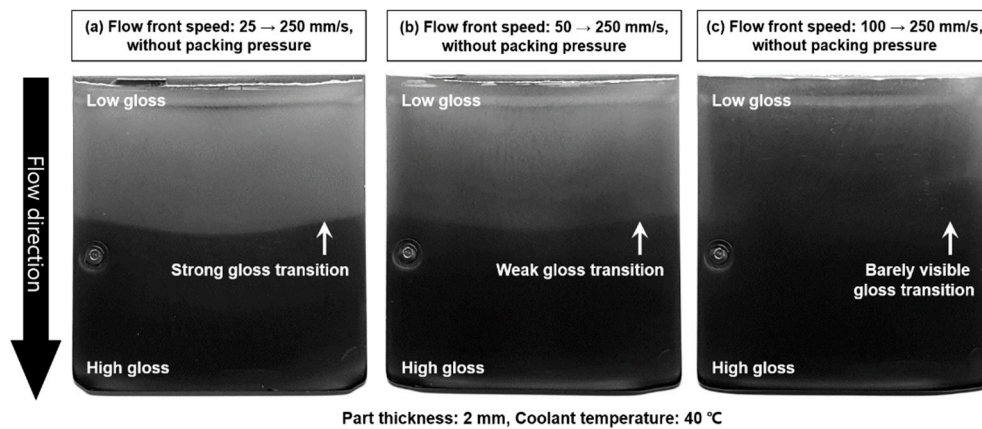 (a) Flow front speed: 25 → 250 mm/s,
without packing pressure
(b) Flow front speed: 50 → 250 mm/s,
without packing pressure
(c) Flow front speed: 100 → 250 mm/s,
without packing pressure
Flow direction
Low gloss
Strong gloss transition
High gloss
Low gloss
Weak gloss transition
High gloss
Low gloss
Barely visible
gloss transition
High gloss
Part thickness: 2 mm, Coolant temperature: 40 ℃